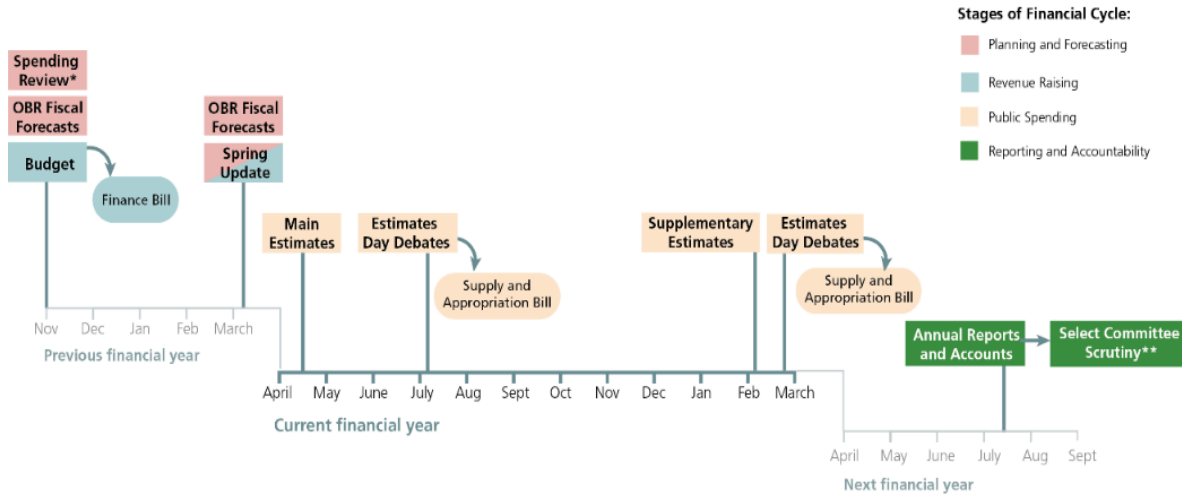 Stages of Financial Cycle:
Planning and Forecasting
Revenue Raising
Public Spending
Reporting and Accountability
Spending
Review*
OBR Fiscal
Forecasts
Budget
Finance Bill
OBR Fiscal
Forecasts
Spring
Update
Main
Estimates
Estimates
Day Debates
Supply and
Appropriation Bill
Supplementary
Estimates
Estimates
Day Debates
Supply and
Appropriation Bill
Nov Dec Jan Feb March
Previous financial year
Annual Reports
and Accounts
Select Committee
Scrutiny**
April May June July Aug Sept Oct Nov Dec Jan Feb March
Current financial year
April May June July Aug Sept
Next financial year